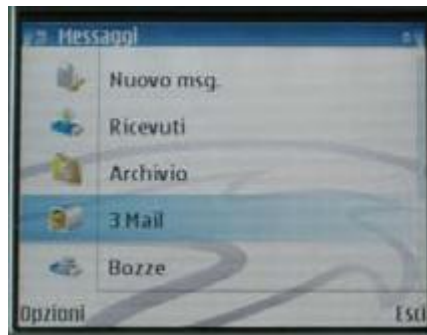 Messaggi
Nuovo msg.
Ricevuti
Archivio
3 Mail
Bozze
Opzioni Esci